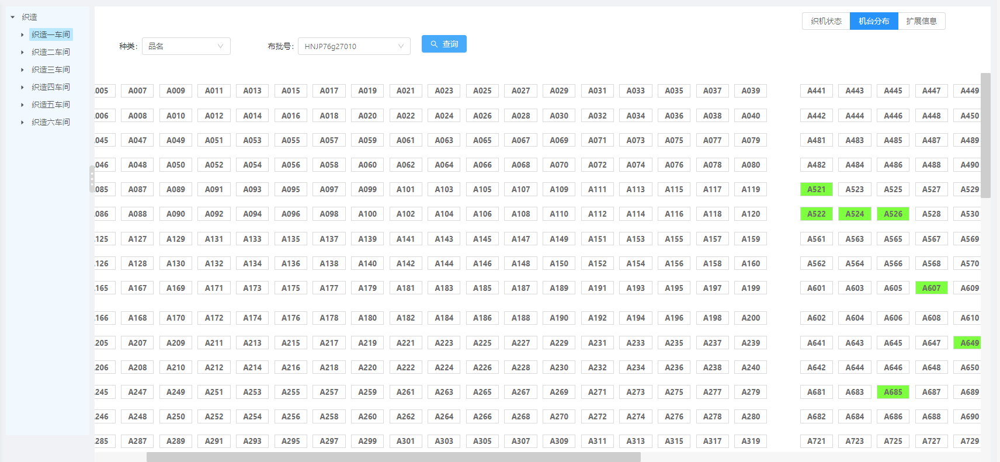 织造
织造一车间
织造二车间
织造三车间
织造四车间
织造五车间
织造六车间
织机状态 机台分布 扩展信息
种类: 品名 布批号: HNJP76g27010 查询
005 A007 A009 A011 A013 A015 A017 A019 A021 A023 A025 A027 A029 A031 A033 A035 A037 A039 A441 A443 A445 A447 A449
006 A008 A010 A012 A014 A016 A018 A020 A022 A024 A026 A028 A030 A032 A034 A036 A038 A040 A442 A444 A446 A448 A450
045 A047 A049 A051 A053 A055 A057 A059 A061 A063 A065 A067 A069 A071 A073 A075 A077 A079 A481 A483 A485 A487 A489
046 A048 A050 A052 A054 A056 A058 A060 A062 A064 A066 A068 A070 A072 A074 A076 A078 A080 A482 A484 A486 A488 A490
085 A087 A089 A091 A093 A095 A097 A099 A101 A103 A105 A107 A109 A111 A113 A115 A117 A119 A521 A523 A525 A527 A529
086 A088 A090 A092 A094 A096 A098 A100 A102 A104 A106 A108 A110 A112 A114 A116 A118 A120 A522 A524 A526 A528 A530
125 A127 A129 A131 A133 A135 A137 A139 A141 A143 A145 A147 A149 A151 A153 A155 A157 A159 A561 A563 A565 A567 A569
126 A128 A130 A132 A134 A136 A138 A140 A142 A144 A146 A148 A150 A152 A154 A156 A158 A160 A562 A564 A566 A568 A570
165 A167 A169 A171 A173 A175 A177 A179 A181 A183 A185 A187 A189 A191 A193 A195 A197 A199 A601 A603 A605 A607 A609
166 A168 A170 A172 A174 A176 A178 A180 A182 A184 A186 A188 A190 A192 A194 A196 A198 A200 A602 A604 A606 A608 A610
205 A207 A209 A211 A213 A215 A217 A219 A221 A223 A225 A227 A229 A231 A233 A235 A237 A239 A641 A643 A645 A647 A649
206 A208 A210 A212 A214 A216 A218 A220 A222 A224 A226 A228 A230 A232 A234 A236 A238 A240 A642 A644 A646 A648 A650
245 A247 A249 A251 A253 A255 A257 A259 A261 A263 A265 A267 A269 A271 A273 A275 A277 A279 A681 A683 A685 A687 A689
246 A248 A250 A252 A254 A256 A258 A260 A262 A264 A266 A268 A270 A272 A274 A276 A278 A280 A682 A684 A686 A688 A690
285 A287 A289 A291 A293 A295 A297 A299 A301 A303 A305 A307 A309 A311 A313 A315 A317 A319 A721 A723 A725 A727 A729